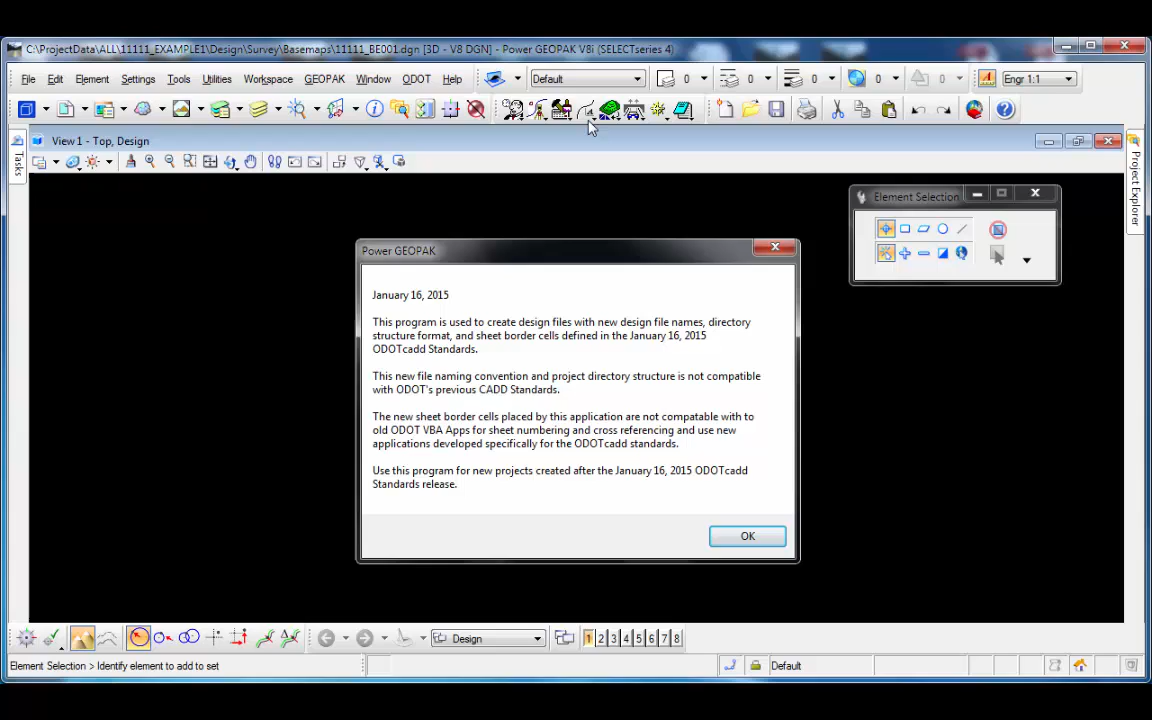 C:\ProjectData\ALL\11111_EXAMPLE1\Design\Survey\Basemaps\11111_BE001.dgn [3D - V8 DGN] - Power GEOPAK V8i (SELECTseries 4)
File Edit Element Settings Tools Utilities Workspace GEOPAK Window ODOT Help Default 0 0 0 0 0 Engr 1:1
View 1 - Top, Design
Tasks
Project Explorer
Element Selection
Power GEOPAK
January 16, 2015
This program is used to create design files with new design file names, directory
structure format, and sheet border cells defined in the January 16, 2015
ODOTcadd Standards.
This new file naming convention and project directory structure is not compatible
with ODOT's previous CADD Standards.
The new sheet border cells placed by this application are not compatable with to
old ODOT VBA Apps for sheet numbering and cross referencing and use new
applications developed specifically for the ODOTcadd standards.
Use this program for new projects created after the January 16, 2015 ODOTcadd
Standards release.
OK
Design 1 2 3 4 5 6 7 8
Element Selection > Identify element to add to set Default